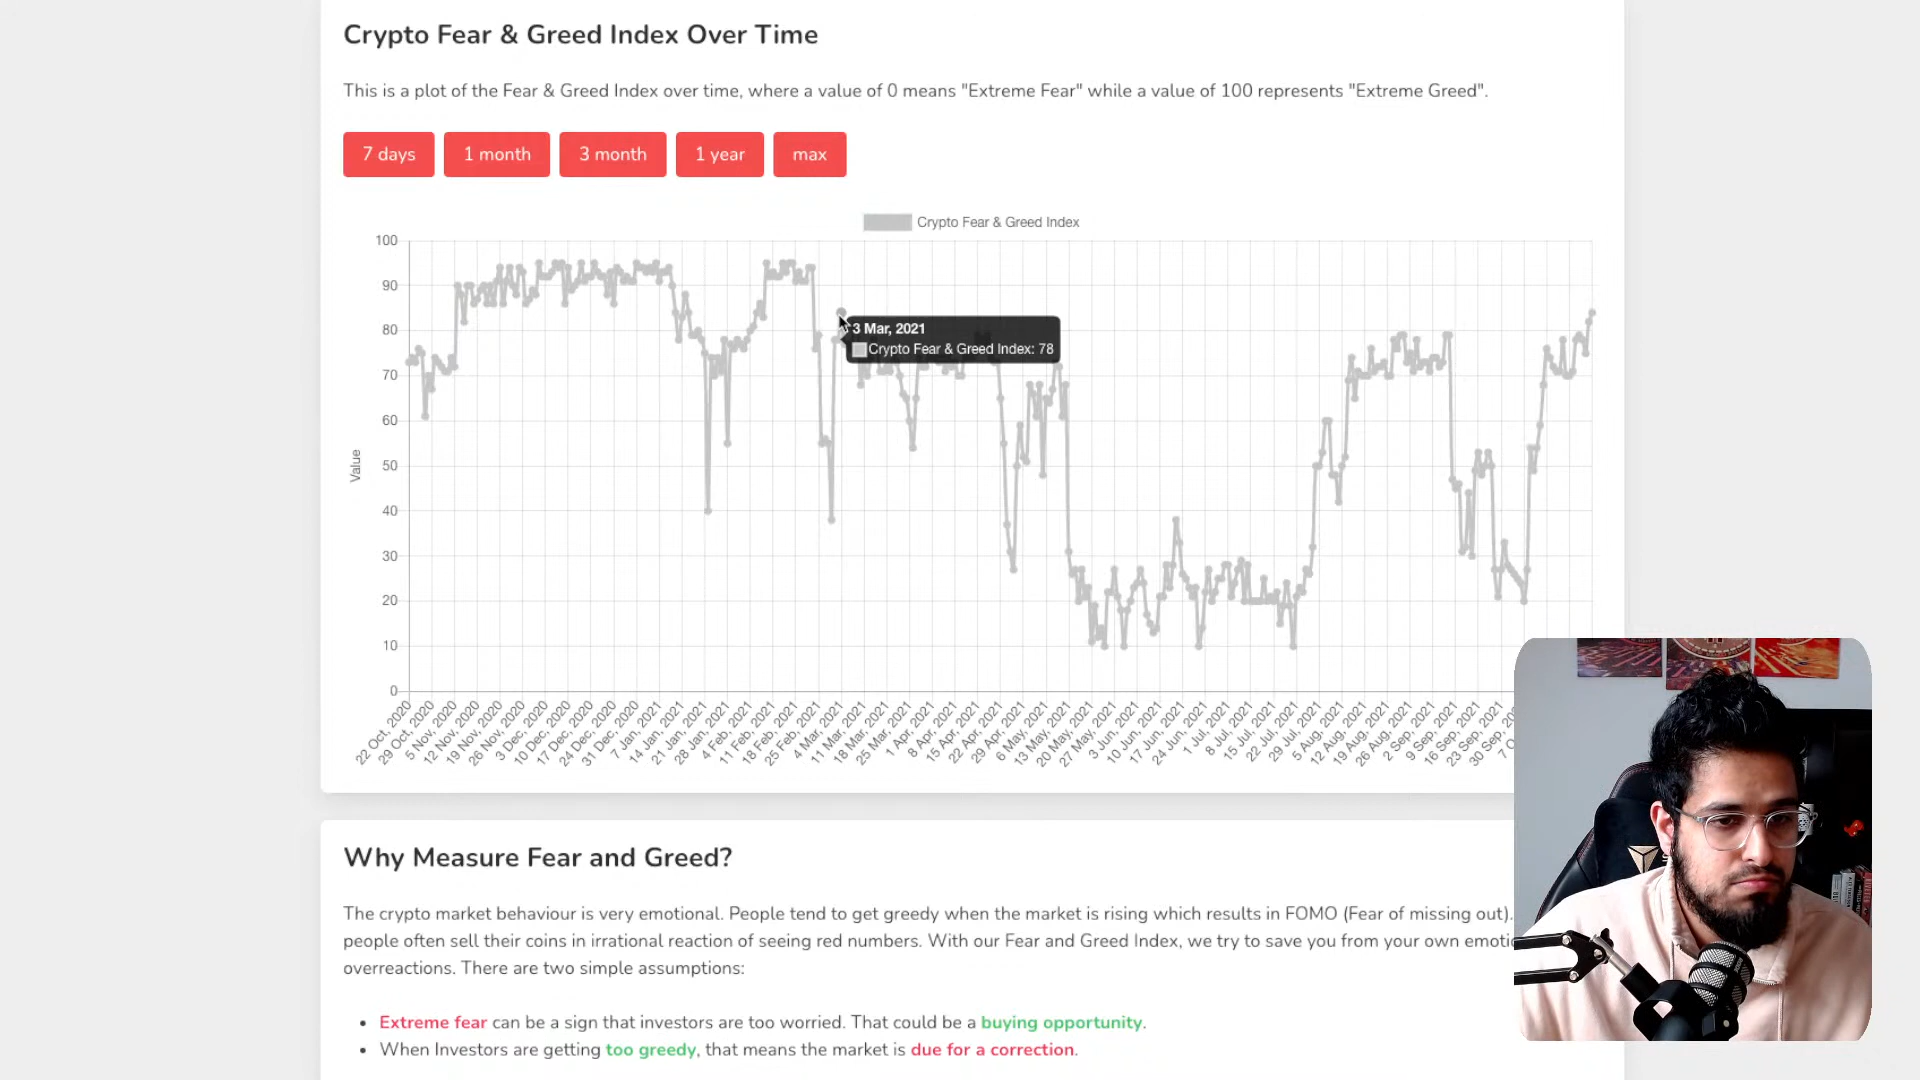 Crypto Fear & Greed Index Over Time
This is a plot of the Fear & Greed Index over time, where a value of 0 means "Extreme Fear" while a value of 100 represents "Extreme Greed".
7 days 1 month 3 month 1 year max
Crypto Fear & Greed Index
100
90
80
3 Mar, 2021
Crypto Fear & Greed Index: 78
70
60
50
Value
40
30
20
10
0
22 Oct, 2020
29 Oct, 2020
5 Nov, 2020
12 Nov, 2020
19 Nov, 2020
26 Nov, 2020
3 Dec, 2020
10 Dec, 2020
17 Dec, 2020
24 Dec, 2020
31 Dec, 2020
7 Jan, 2021
14 Jan, 2021
21 Jan, 2021
28 Jan, 2021
4 Feb, 2021
11 Feb, 2021
18 Feb, 2021
25 Feb, 2021
4 Mar, 2021
11 Mar, 2021
18 Mar, 2021
25 Mar, 2021
1 Apr, 2021
8 Apr, 2021
15 Apr, 2021
22 Apr, 2021
29 Apr, 2021
6 May, 2021
13 May, 2021
20 May, 2021
27 May, 2021
3 Jun, 2021
10 Jun, 2021
17 Jun, 2021
24 Jun, 2021
1 Jul, 2021
8 Jul, 2021
15 Jul, 2021
22 Jul, 2021
29 Jul, 2021
5 Aug, 2021
12 Aug, 2021
19 Aug, 2021
26 Aug, 2021
2 Sep, 2021
9 Sep, 2021
16 Sep, 2021
23 Sep, 2021
30 Sep,
7
Why Measure Fear and Greed?
The crypto market behaviour is very emotional. People tend to get greedy when the market is rising which results in FOMO (Fear of missing out).
people often sell their coins in irrational reaction of seeing red numbers. With our Fear and Greed Index, we try to save you from your own emoti
overreactions. There are two simple assumptions:
• Extreme fear can be a sign that investors are too worried. That could be a buying opportunity.
• When Investors are getting too greedy, that means the market is due for a correction.